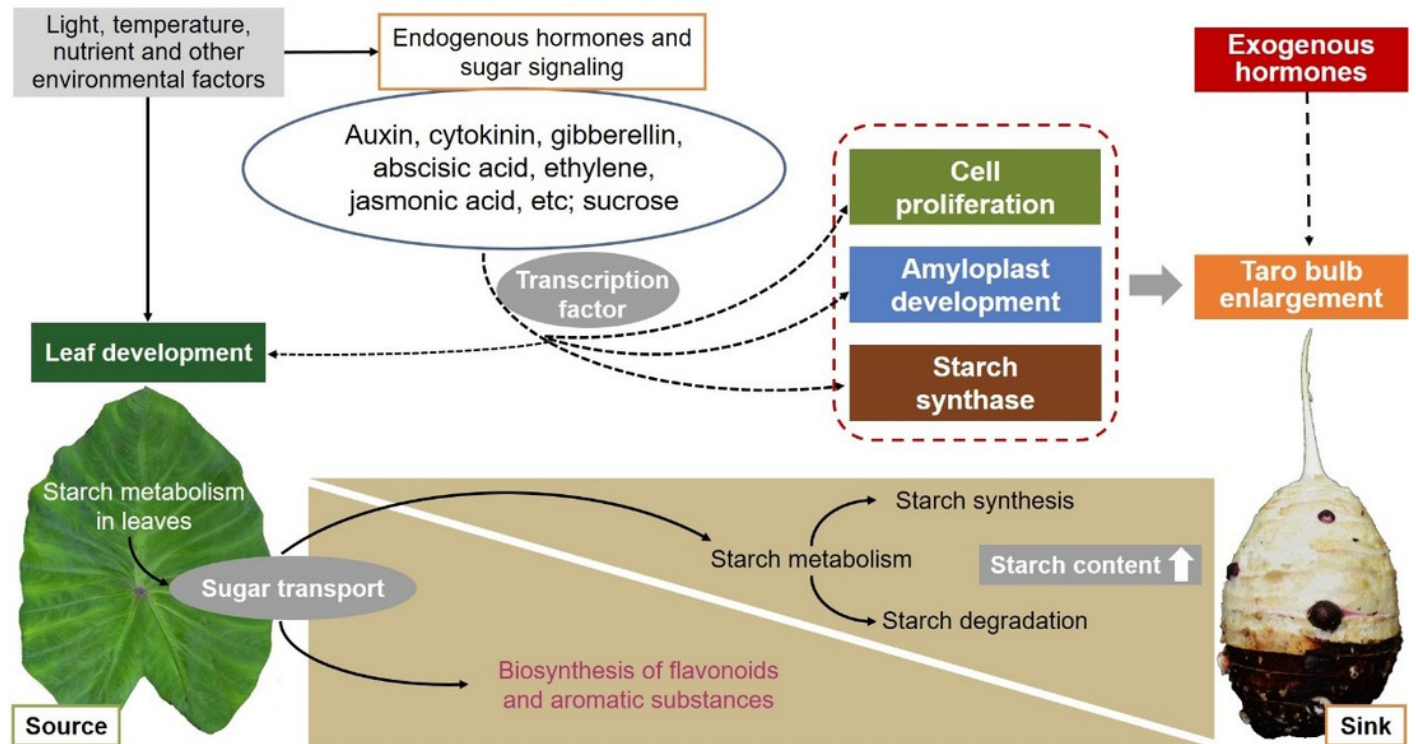 Light, temperature,
nutrient and other
environmental factors
Endogenous hormones and
sugar signaling
Exogenous
hormones
Auxin, cytokinin, gibberellin,
abscisic acid, ethylene,
jasmonic acid, etc; sucrose
Cell
proliferation
Transcription
factor
Amyloplast
development
Taro bulb
enlargement
Leaf development
Starch
synthase
Starch metabolism
in leaves
Sugar transport
Starch synthesis
Starch metabolism
Starch content
Starch degradation
Biosynthesis of flavonoids
and aromatic substances
Source
Sink